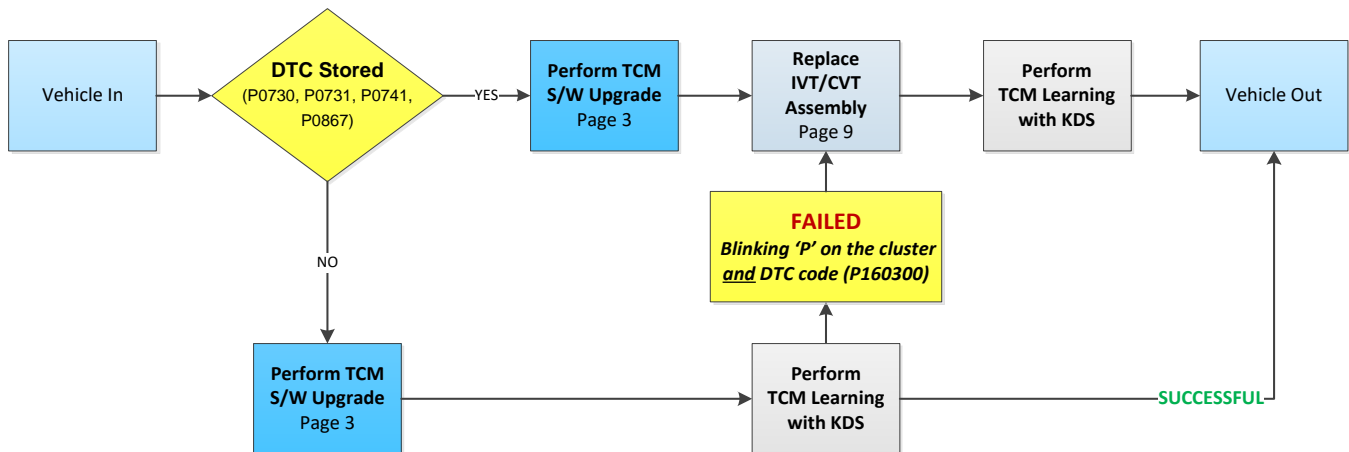 Vehicle In
DTC Stored
(P0730, P0731, P0741,
P0867)
YES
Perform TCM
S/W Upgrade
Page 3
Replace
IVT/CVT
Assembly
Page 9
Perform
TCM Learning
with KDS
Vehicle Out
NO
FAILED
Blinking ‘P’ on the cluster
and DTC code (P160300)
Perform TCM
S/W Upgrade
Page 3
Perform
TCM Learning
with KDS
SUCCESSFUL